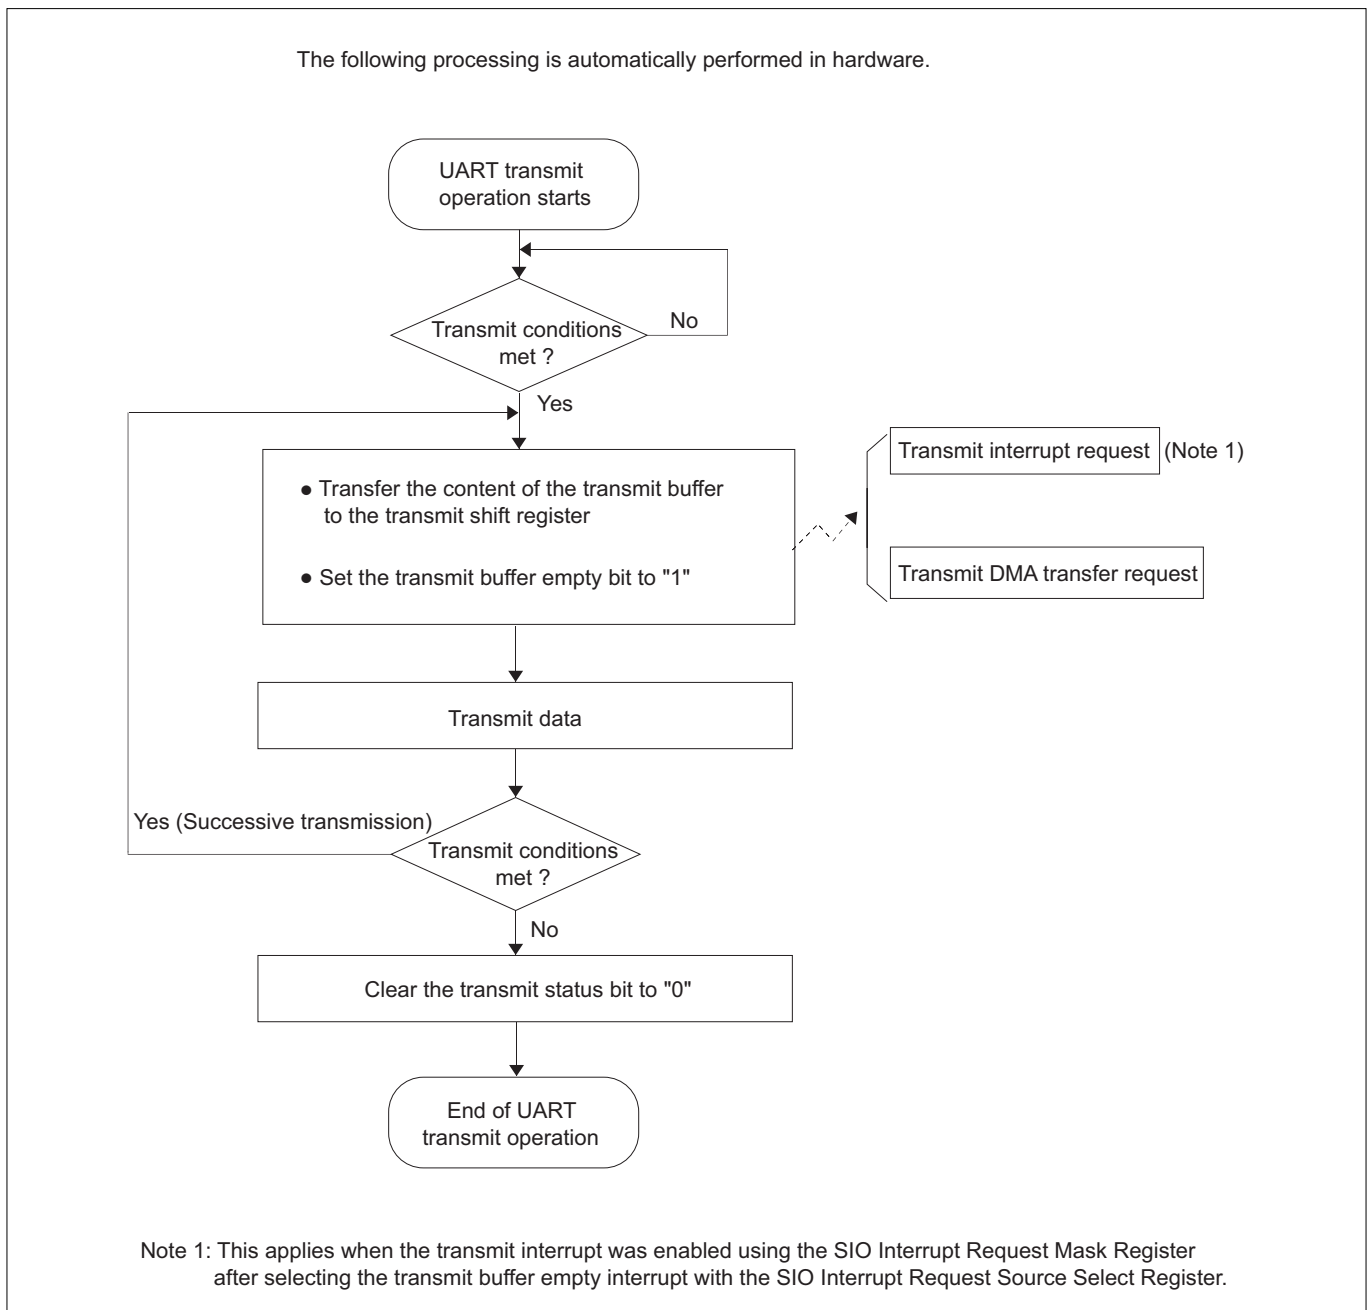 The following processing is automatically performed in hardware.
UART transmit
operation starts
Transmit conditions
met ?
No
Yes
● Transfer the content of the transmit buffer
to the transmit shift register
● Set the transmit buffer empty bit to "1"
Transmit interrupt request (Note 1)
Transmit DMA transfer request
Transmit data
Yes (Successive transmission)
Transmit conditions
met ?
No
Clear the transmit status bit to "0"
End of UART
transmit operation
Note 1: This applies when the transmit interrupt was enabled using the SIO Interrupt Request Mask Register
after selecting the transmit buffer empty interrupt with the SIO Interrupt Request Source Select Register.